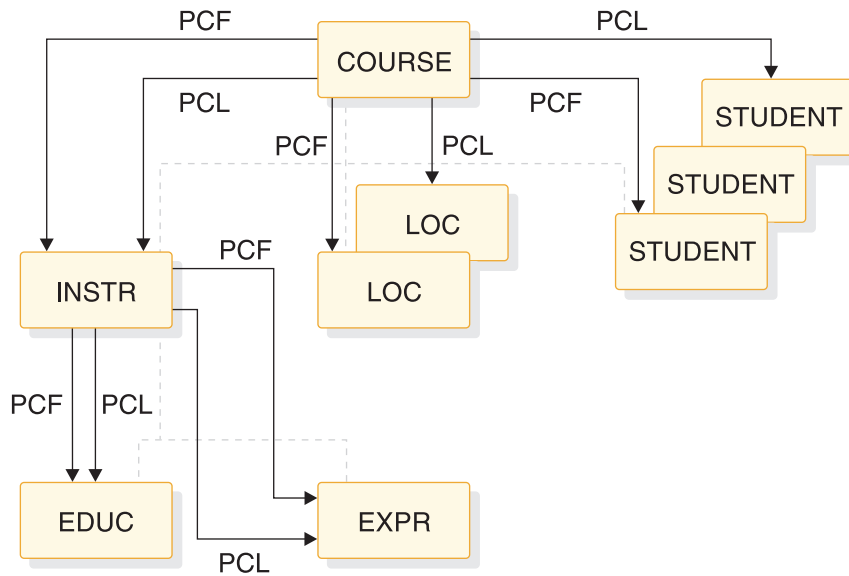 PCF
COURSE
PCL
PCL
PCF
STUDENT
PCF
PCL
STUDENT
LOC
STUDENT
PCF
INSTR
LOC
PCF
PCL
EDUC
EXPR
PCL